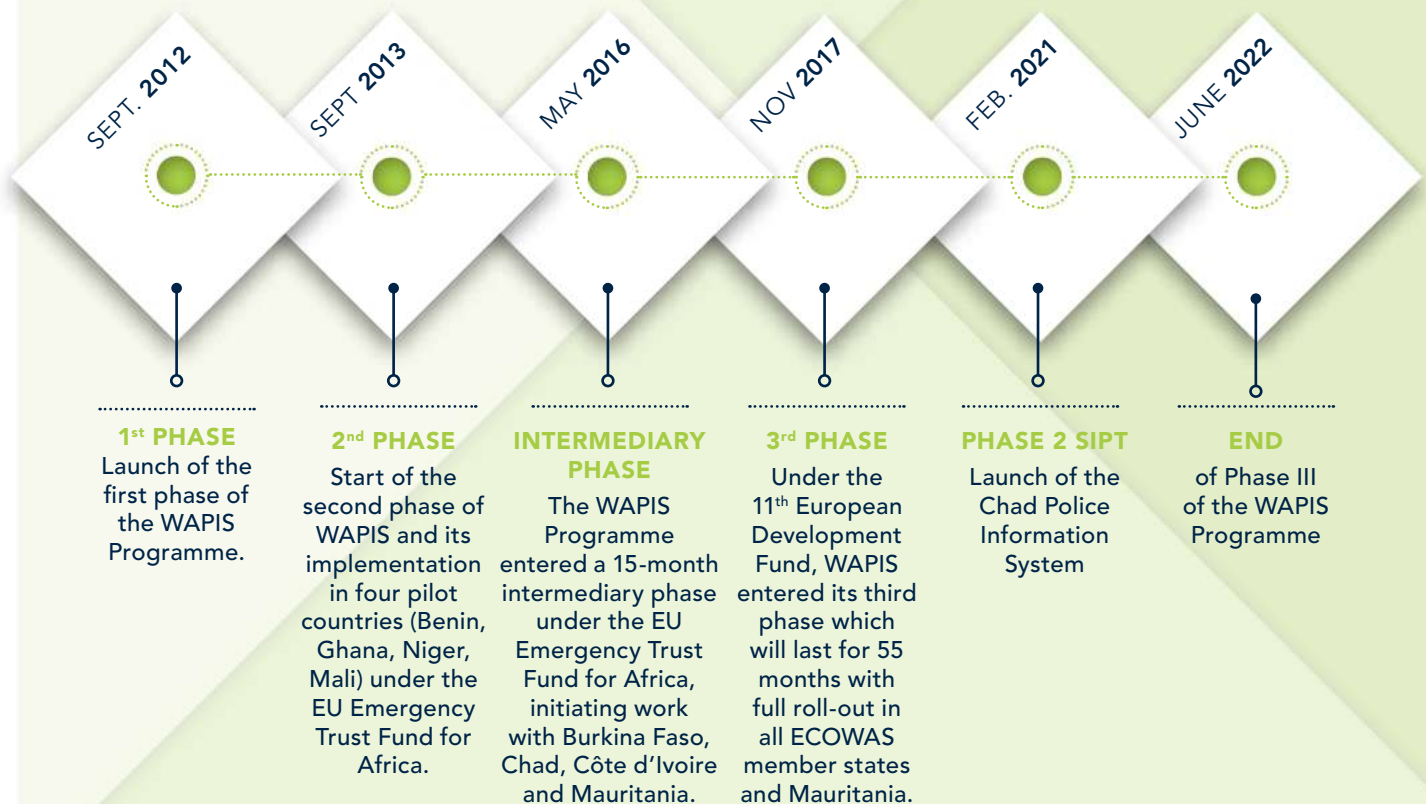 SEPT. 2012
SEPT 2013
MAY 2016
NOV 2017
FEB. 2021
JUNE 2022
1st PHASE
Launch of the
first phase of
the WAPIS
Programme.
2nd PHASE
Start of the
second phase of
WAPIS and its
implementation
in four pilot
countries (Benin,
Ghana, Niger,
Mali) under the
EU Emergency
Trust Fund for
Africa.
INTERMEDIARY
PHASE
The WAPIS
Programme
entered a 15-month
intermediary phase
under the EU
Emergency Trust
Fund for Africa,
initiating work
with Burkina Faso,
Chad, Côte d’Ivoire
and Mauritania.
3rd PHASE
Under the
11th European
Development
Fund, WAPIS
entered its third
phase which
will last for 55
months with
full roll-out in
all ECOWAS
member states
and Mauritania.
PHASE 2 SIPT
Launch of the
Chad Police
Information
System
END
of Phase III
of the WAPIS
Programme